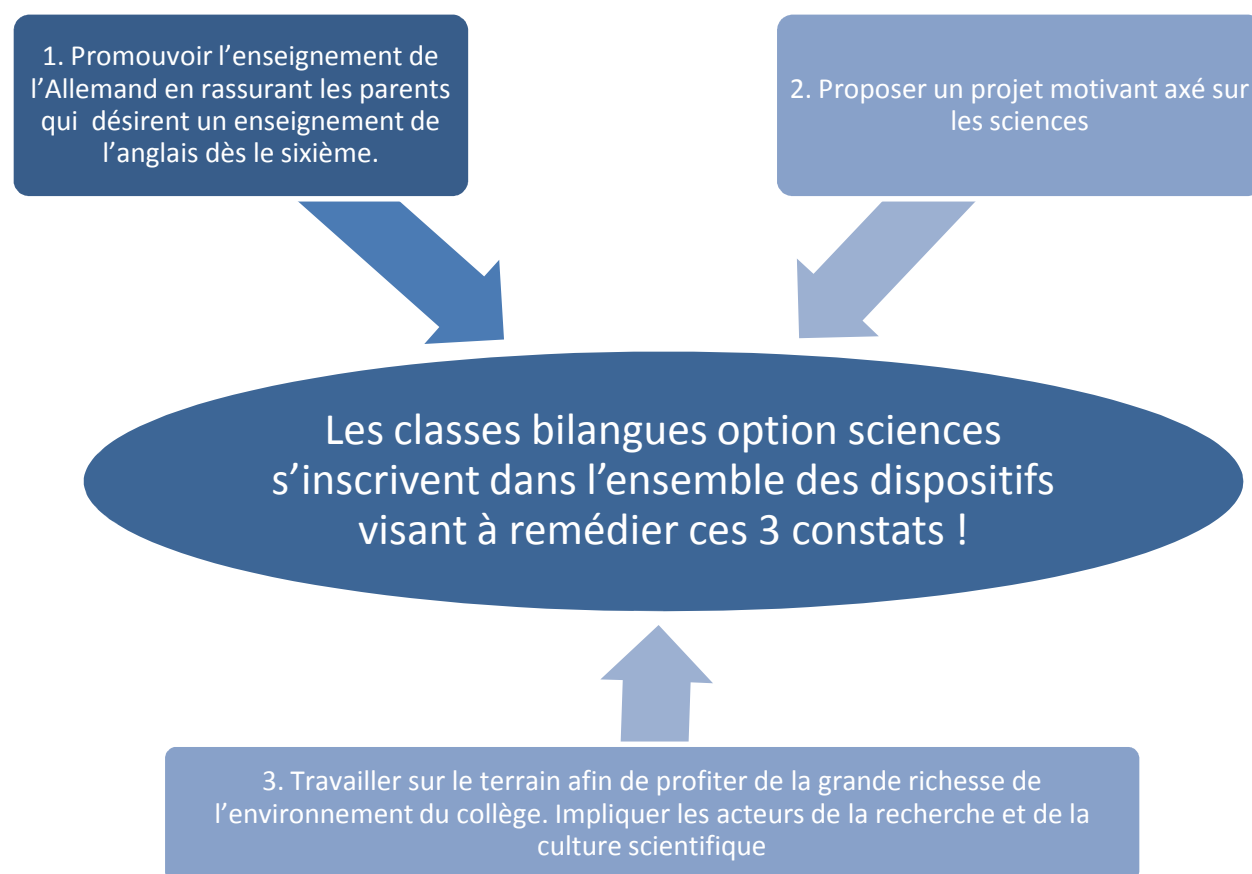 1. Promouvoir l’enseignement de
l’Allemand en rassurant les parents
qui désirent un enseignement de
l’anglais dès le sixième.
2. Proposer un projet motivant axé sur
les sciences
Les classes bilangues option sciences
s’inscrivent dans l’ensemble des dispositifs
visant à remédier ces 3 constats !
3. Travailler sur le terrain afin de profiter de la grande richesse de
l’environnement du collège. Impliquer les acteurs de la recherche et de la
culture scientifique